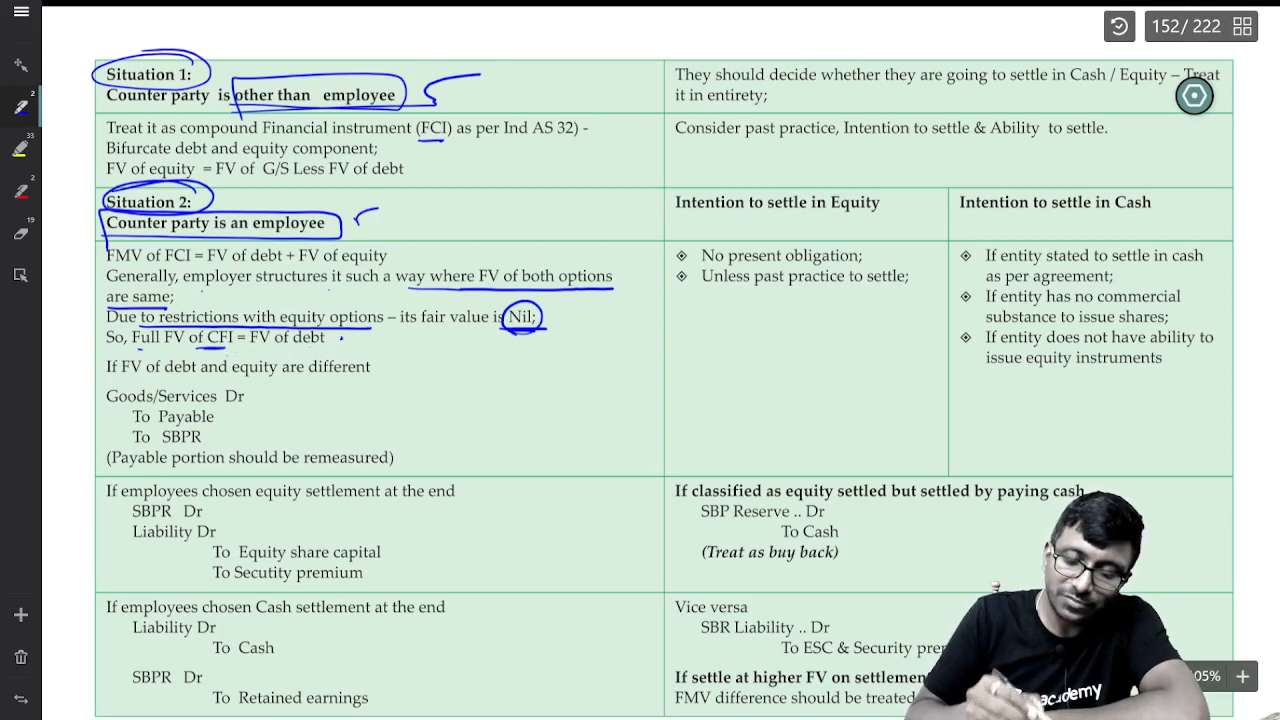 152 / 222
Situation 1:
Counter party is other than employee
They should decide whether they are going to settle in Cash / Equity – Treat
it in entirety;
Treat it as compound Financial instrument (FCI) as per Ind AS 32) -
Bifurcate debt and equity component;
FV of equity = FV of G/S Less FV of debt
Consider past practice, Intention to settle & Ability to settle.
Situation 2:
Counter party is an employee
Intention to settle in Equity
Intention to settle in Cash
FMV of FCI = FV of debt + FV of equity
Generally, employer structures it such a way where FV of both options
are same;
Due to restrictions with equity options – its fair value is Nil;
So, Full FV of CFI = FV of debt
If FV of debt and equity are different
Goods/Services Dr
To Payable
To SBPR
(Payable portion should be remeasured)
No present obligation;
Unless past practice to settle;
If entity stated to settle in cash
as per agreement;
If entity has no commercial
substance to issue shares;
If entity does not have ability to
issue equity instruments
If employees chosen equity settlement at the end
SBPR Dr
Liability Dr
To Equity share capital
To Secutity premium
If classified as equity settled but settled by paying cash
SBP Reserve .. Dr
To Cash
(Treat as buy back)
If employees chosen Cash settlement at the end
Liability Dr
To Cash
SBPR Dr
To Retained earnings
Vice versa
SBR Liability .. Dr
To ESC & Security
If settle at higher FV on settlement
FMV difference should be treated
academy
2
33
2
19